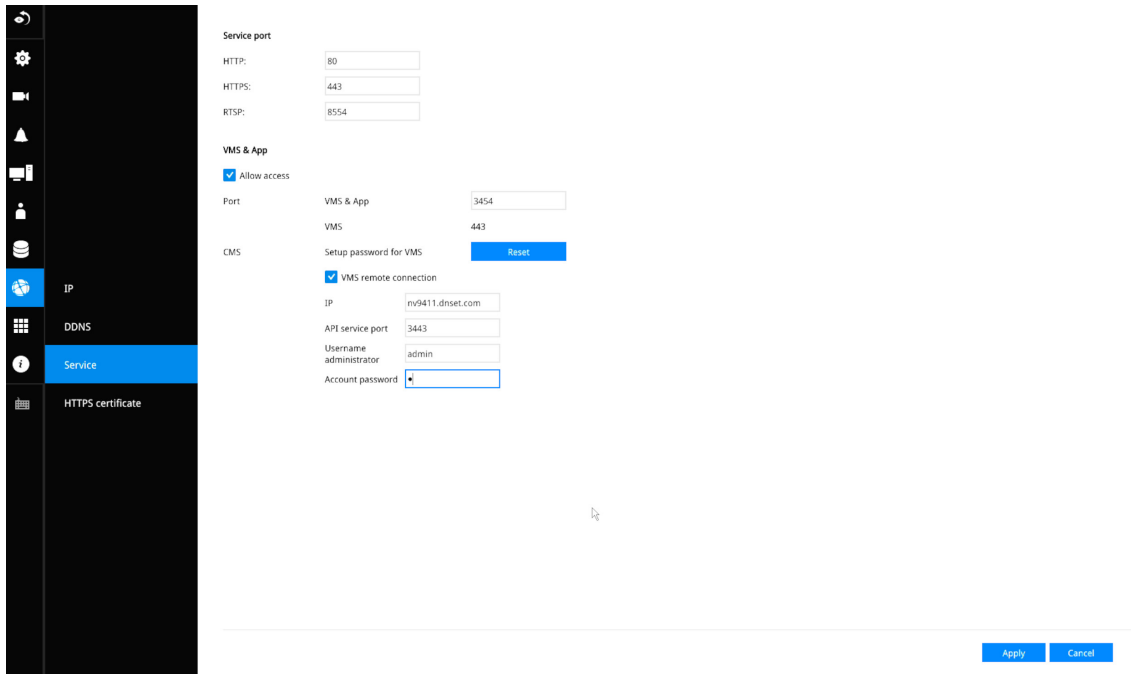 Service port
HTTP: 80
HTTPS: 443
RTSP: 8554
VMS & App
Allow access
Port VMS & App 3454
VMS 443
CMS Setup password for VMS Reset
VMS remote connection
IP nv9411.dnset.com
API service port 3443
Username
administrator admin
Account password •
IP
DDNS
Service
HTTPS certificate
Apply Cancel